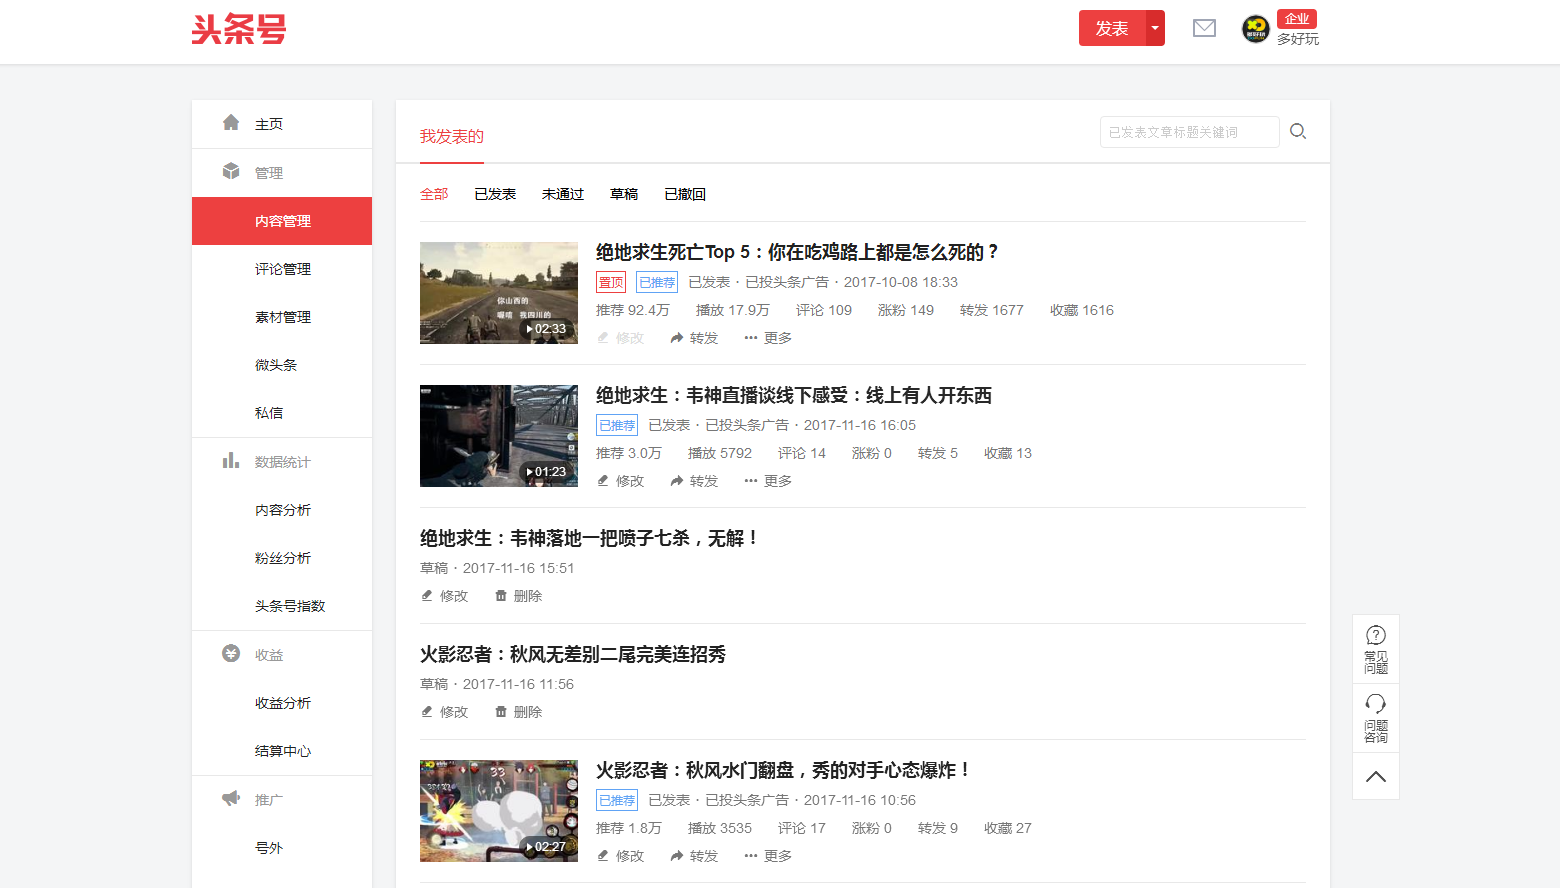 头条号
发表
企业
多好玩
主页
管理
内容管理
评论管理
素材管理
微头条
私信
数据统计
内容分析
粉丝分析
头条号指数
收益
收益分析
结算中心
推广
号外
我发表的
已发表文章标题关键词
全部 已发表 未通过 草稿 已撤回
你山西的
喔唷 我四川的
02:33
绝地求生死亡Top 5：你在吃鸡路上都是怎么死的？
置顶 已推荐 已发表 · 已投头条广告 · 2017-10-08 18:33
推荐 92.4万 播放 17.9万 评论 109 涨粉 149 转发 1677 收藏 1616
修改 转发 更多
01:23
绝地求生：韦神直播谈线下感受：线上有人开东西
已推荐 已发表 · 已投头条广告 · 2017-11-16 16:05
推荐 3.0万 播放 5792 评论 14 涨粉 0 转发 5 收藏 13
修改 转发 更多
绝地求生：韦神落地一把喷子七杀，无解！
草稿 · 2017-11-16 15:51
修改 删除
火影忍者：秋风无差别二尾完美连招秀
草稿 · 2017-11-16 11:56
修改 删除
33
02:27
火影忍者：秋风水门翻盘，秀的对手心态爆炸！
已推荐 已发表 · 已投头条广告 · 2017-11-16 10:56
推荐 1.8万 播放 3535 评论 17 涨粉 0 转发 9 收藏 27
修改 转发 更多
常见
问题
问题
咨询